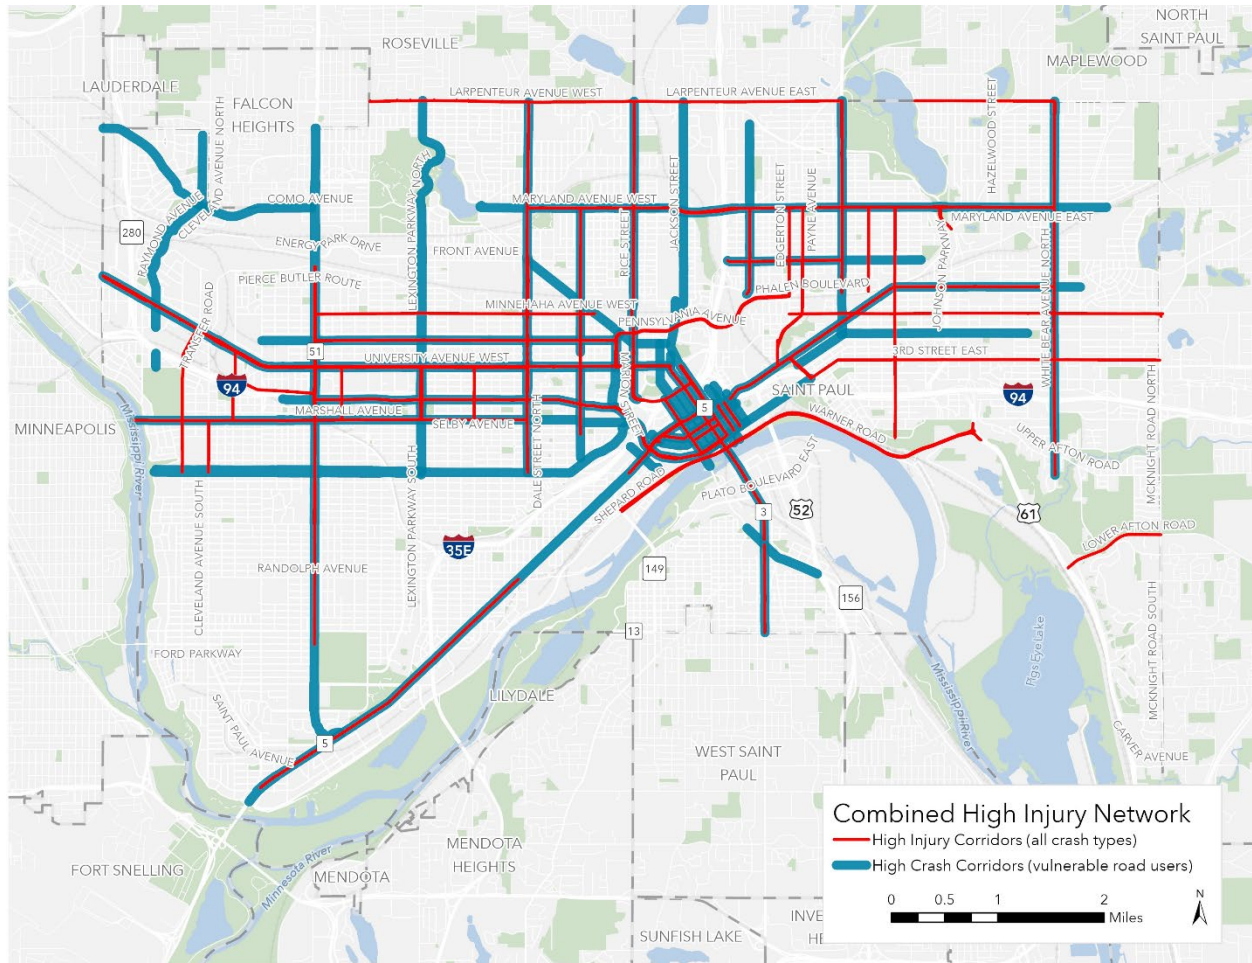 NORTH
SAINT PAUL
ROSEVILLE
MAPLEWOOD
LAUDERDALE
LARPENTEUR AVENUE WEST
LARPENTEUR AVENUE EAST
FALCON
HEIGHTS
CLEVELAND AVENUE NORTH
HAZELWOOD STREET
LEXINGTON PARKWAY NORTH
JACKSON STREET
EDGERTON STREET
PAYNE AVENUE
COMO AVENUE
MARYLAND AVENUE WEST
MARYLAND AVENUE EAST
RAYMOND AVENUE
280
ENERGY PARK DRIVE
FRONT AVENUE
RICE STREET
JOHNSON PARKWAY
WHITE BEAR AVENUE NORTH
PIERCE BUTLER ROUTE
PHALEN BOULEVARD
TRANSFER ROAD
MINNEHAHA AVENUE WEST
PENNSYLVANIA AVENUE
51
UNIVERSITY AVENUE WEST
MARION STREET
3RD STREET EAST
94
SAINT PAUL
94
MCKNIGHT ROAD NORTH
MINNEAPOLIS
Mississippi River
MARSHALL AVENUE
SELBY AVENUE
5
WARNER ROAD
UPPER AFTON ROAD
DALE STREET NORTH
LEXINGTON PARKWAY SOUTH
CLEVELAND AVENUE SOUTH
SHEPARD ROAD
PLATO BOULEVARD EAST
3
52
61
LOWER AFTON ROAD
35E
RANDOLPH AVENUE
149
156
13
FORD PARKWAY
MCKNIGHT ROAD SOUTH
Pigs Eye Lake
Mississippi River
LILYDALE
SAINT PAUL AVENUE
5
WEST SAINT
PAUL
CARVER AVENUE
MENDOTA
HEIGHTS
FORT SNELLING
MENDOTA
Minnesota River
SUNFISH LAKE
INVE
HE
Combined High Injury Network
High Injury Corridors (all crash types)
High Crash Corridors (vulnerable road users)
0 0.5 1 2
Miles
N